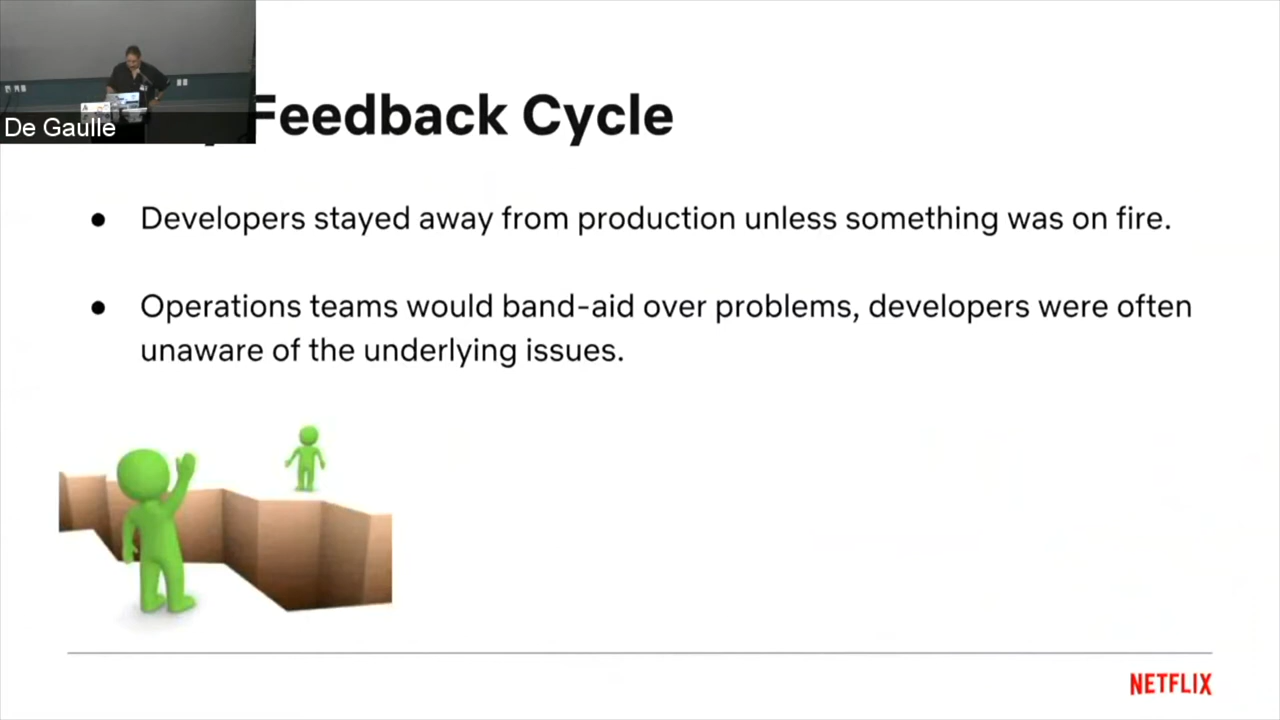 De Gaulle
Feedback Cycle
● Developers stayed away from production unless something was on fire.
● Operations teams would band-aid over problems, developers were often
unaware of the underlying issues.
NETFLIX